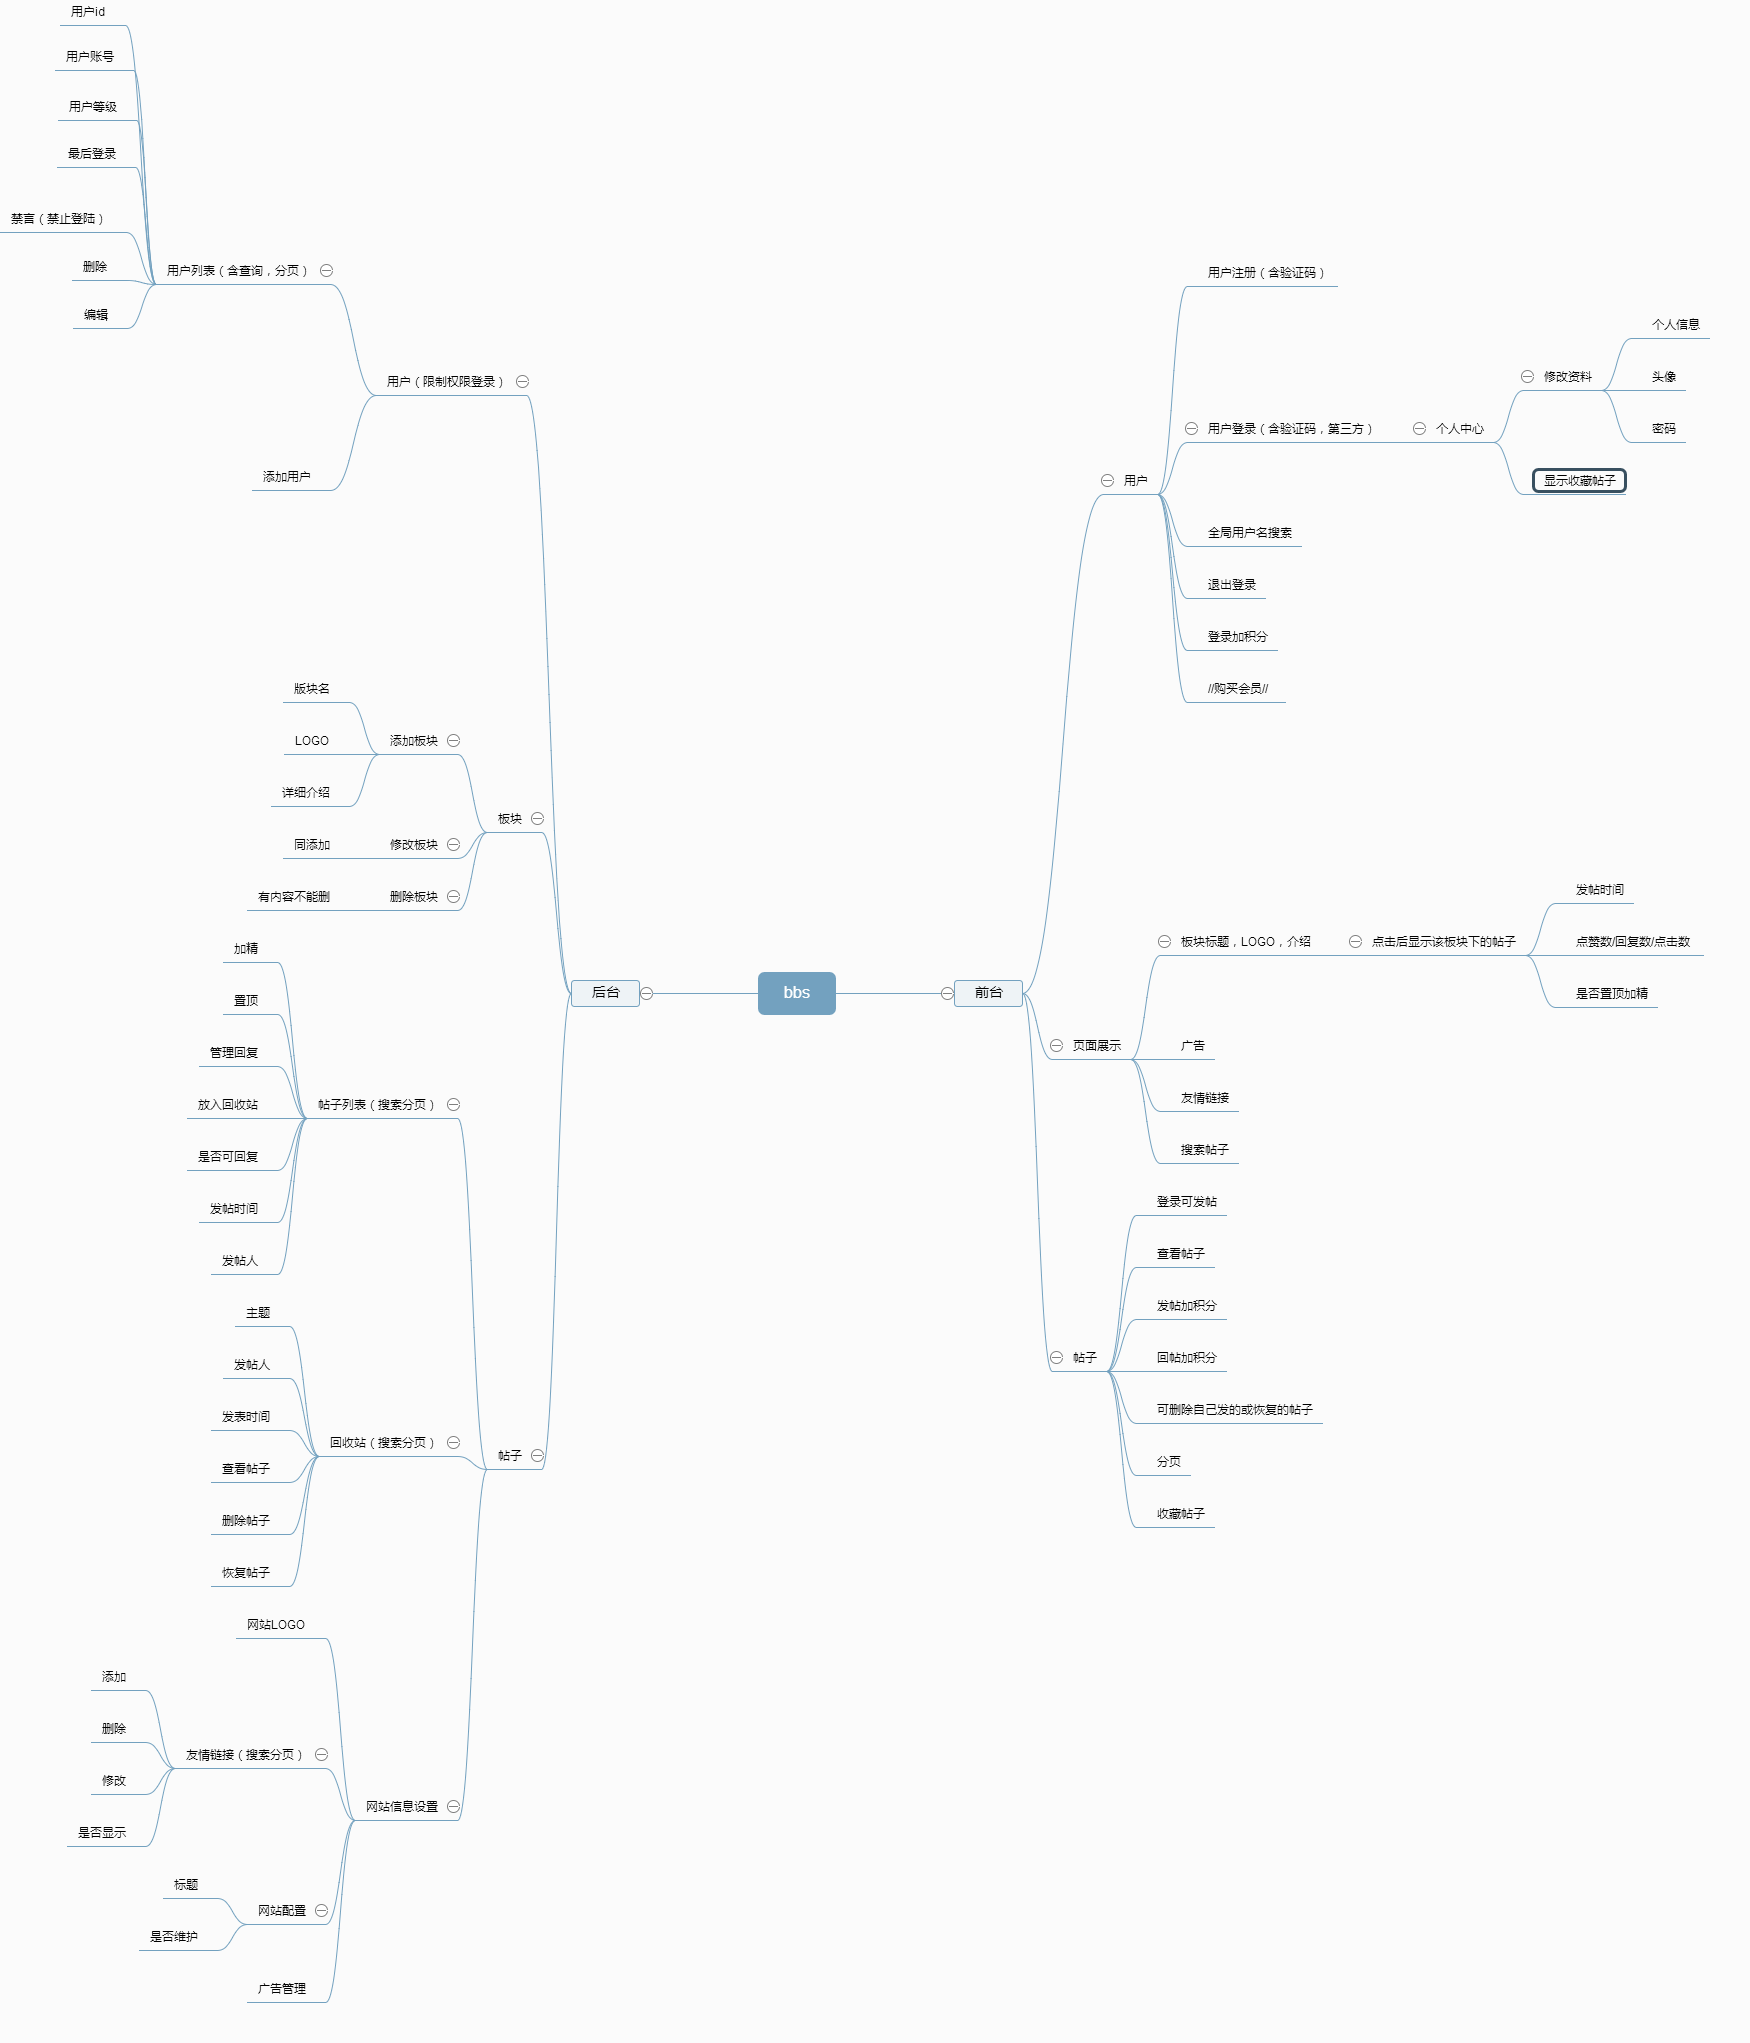 bbs
后台
用户（限制权限登录）
用户列表（含查询，分页）
用户id
用户账号
用户等级
最后登录
禁言（禁止登陆）
删除
编辑
添加用户
板块
添加板块
版块名
LOGO
详细介绍
修改板块
同添加
删除板块
有内容不能删
帖子
帖子列表（搜索分页）
加精
置顶
管理回复
放入回收站
是否可回复
发帖时间
发帖人
回收站（搜索分页）
主题
发帖人
发表时间
查看帖子
删除帖子
恢复帖子
网站信息设置
网站LOGO
友情链接（搜索分页）
添加
删除
修改
是否显示
网站配置
标题
是否维护
广告管理
前台
用户
用户注册（含验证码）
用户登录（含验证码，第三方）
个人中心
修改资料
个人信息
头像
密码
显示收藏帖子
全局用户名搜索
退出登录
登录加积分
//购买会员//
页面展示
板块标题，LOGO，介绍
点击后显示该板块下的帖子
发帖时间
点赞数/回复数/点击数
是否置顶加精
广告
友情链接
搜索帖子
帖子
登录可发帖
查看帖子
发帖加积分
回帖加积分
可删除自己发的或恢复的帖子
分页
收藏帖子